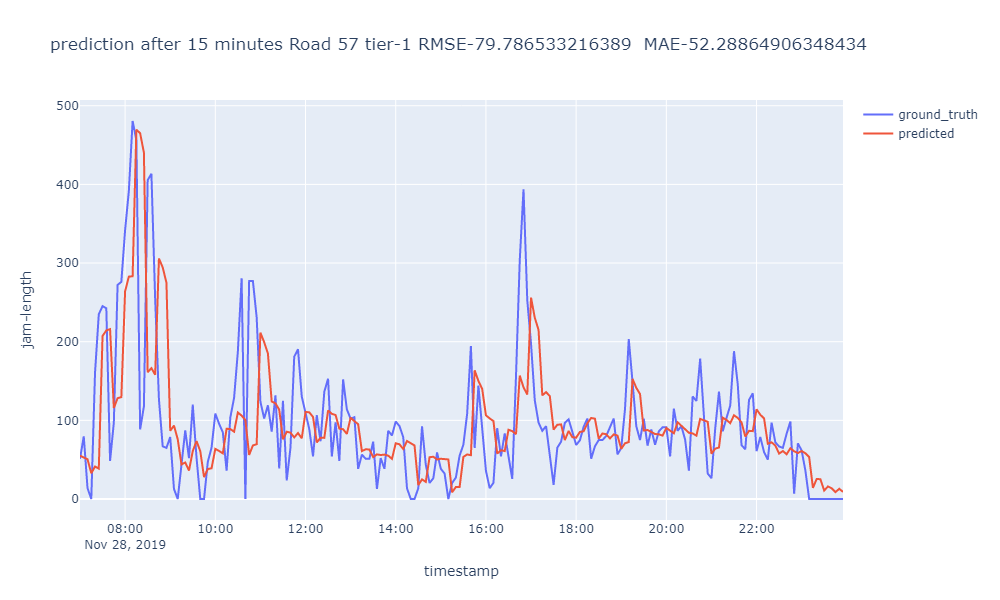 prediction after 15 minutes Road 57 tier-1 RMSE-79.786533216389  MAE-52.28864906348434
ground_truth
predicted
500
400
300
200
100
0
jam-length
08:00 10:00 12:00 14:00 16:00 18:00 20:00 22:00
Nov 28, 2019
timestamp